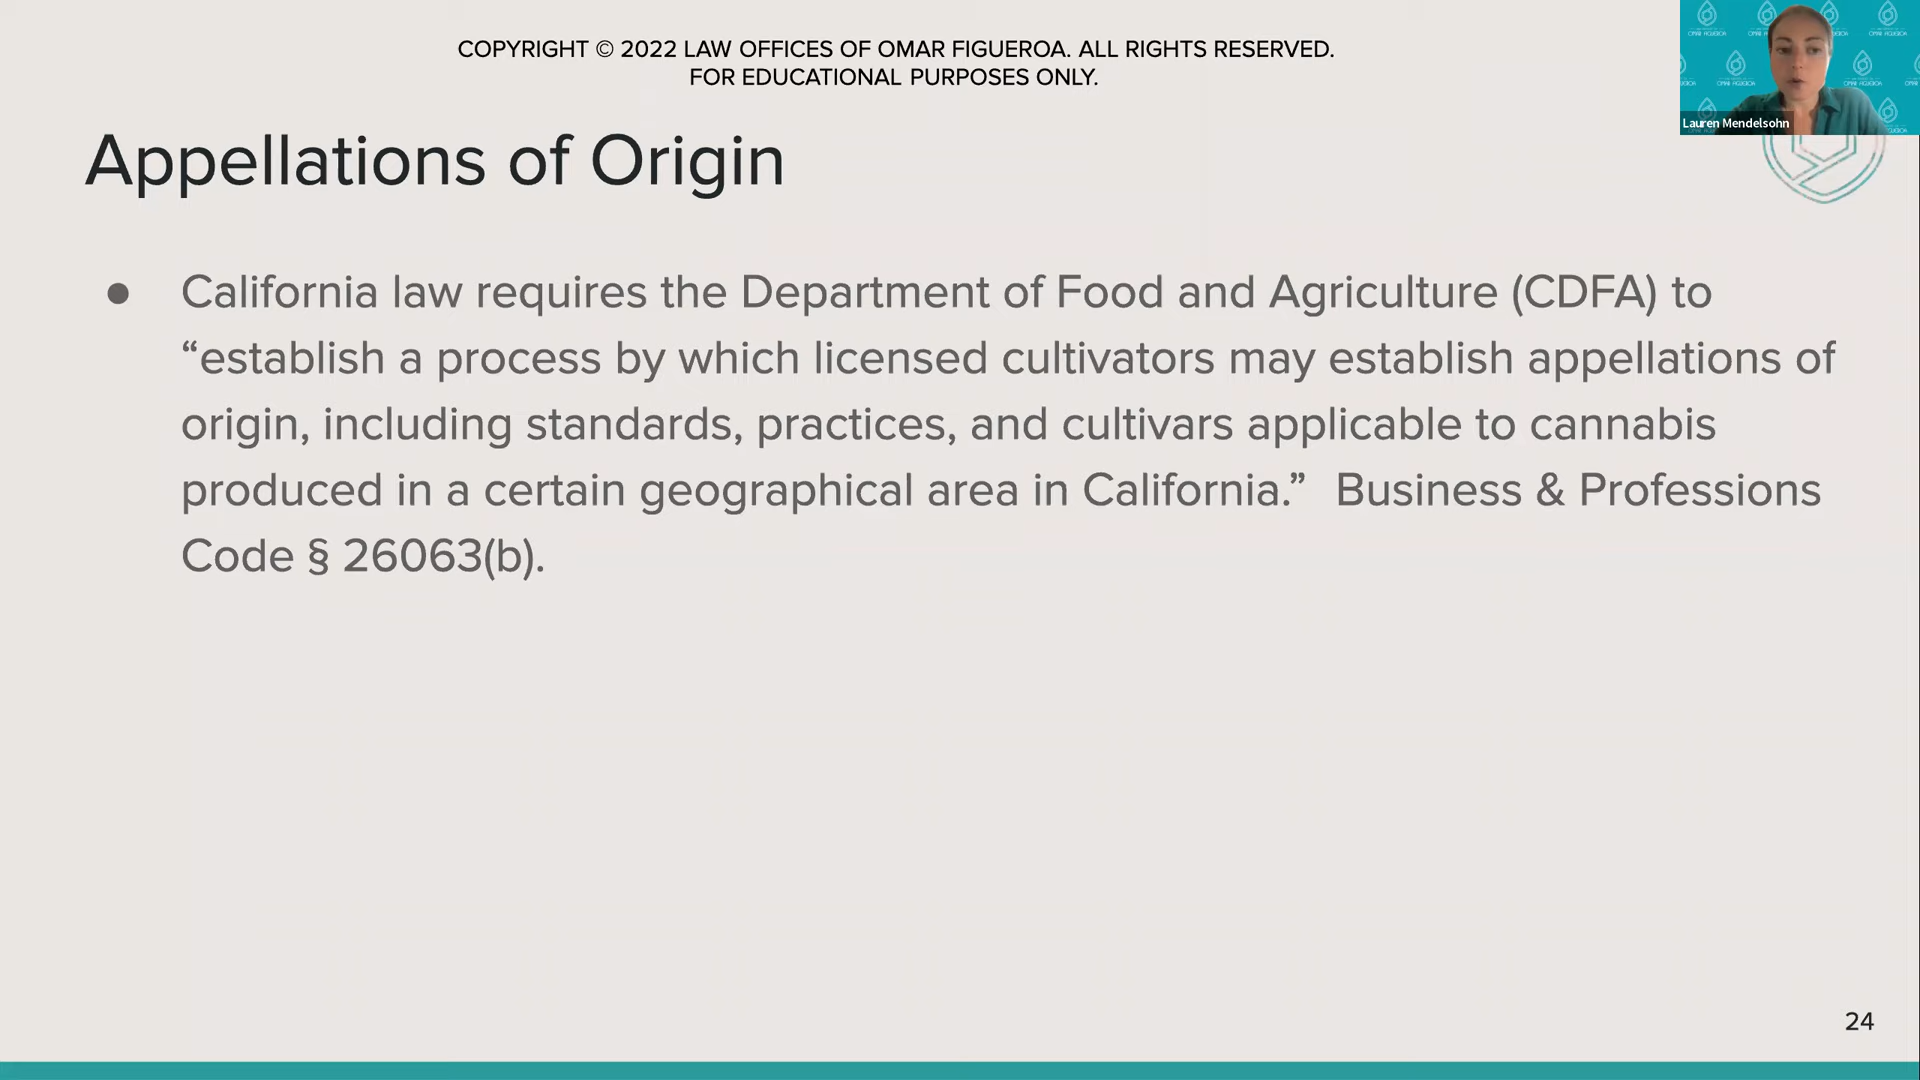 COPYRIGHT © 2022 LAW OFFICES OF OMAR FIGUEROA. ALL RIGHTS RESERVED.
FOR EDUCATIONAL PURPOSES ONLY.
Lauren Mendelsohn
Appellations of Origin
● California law requires the Department of Food and Agriculture (CDFA) to
“establish a process by which licensed cultivators may establish appellations of
origin, including standards, practices, and cultivars applicable to cannabis
produced in a certain geographical area in California.” Business & Professions
Code § 26063(b).
24